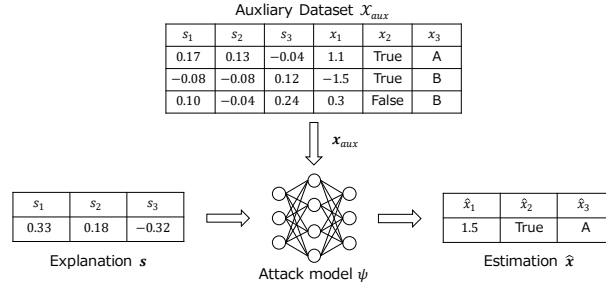 Auxliary Dataset 𝒳aux
s1 s2 s3 x1 x2 x3
0.17 0.13 −0.04 1.1 True A
−0.08 −0.08 0.12 −1.5 True B
0.10 −0.04 0.24 0.3 False B
xaux
s1 s2 s3
0.33 0.18 −0.32
Explanation s
Attack model ψ
x̂1 x̂2 x̂3
1.5 True A
Estimation x̂